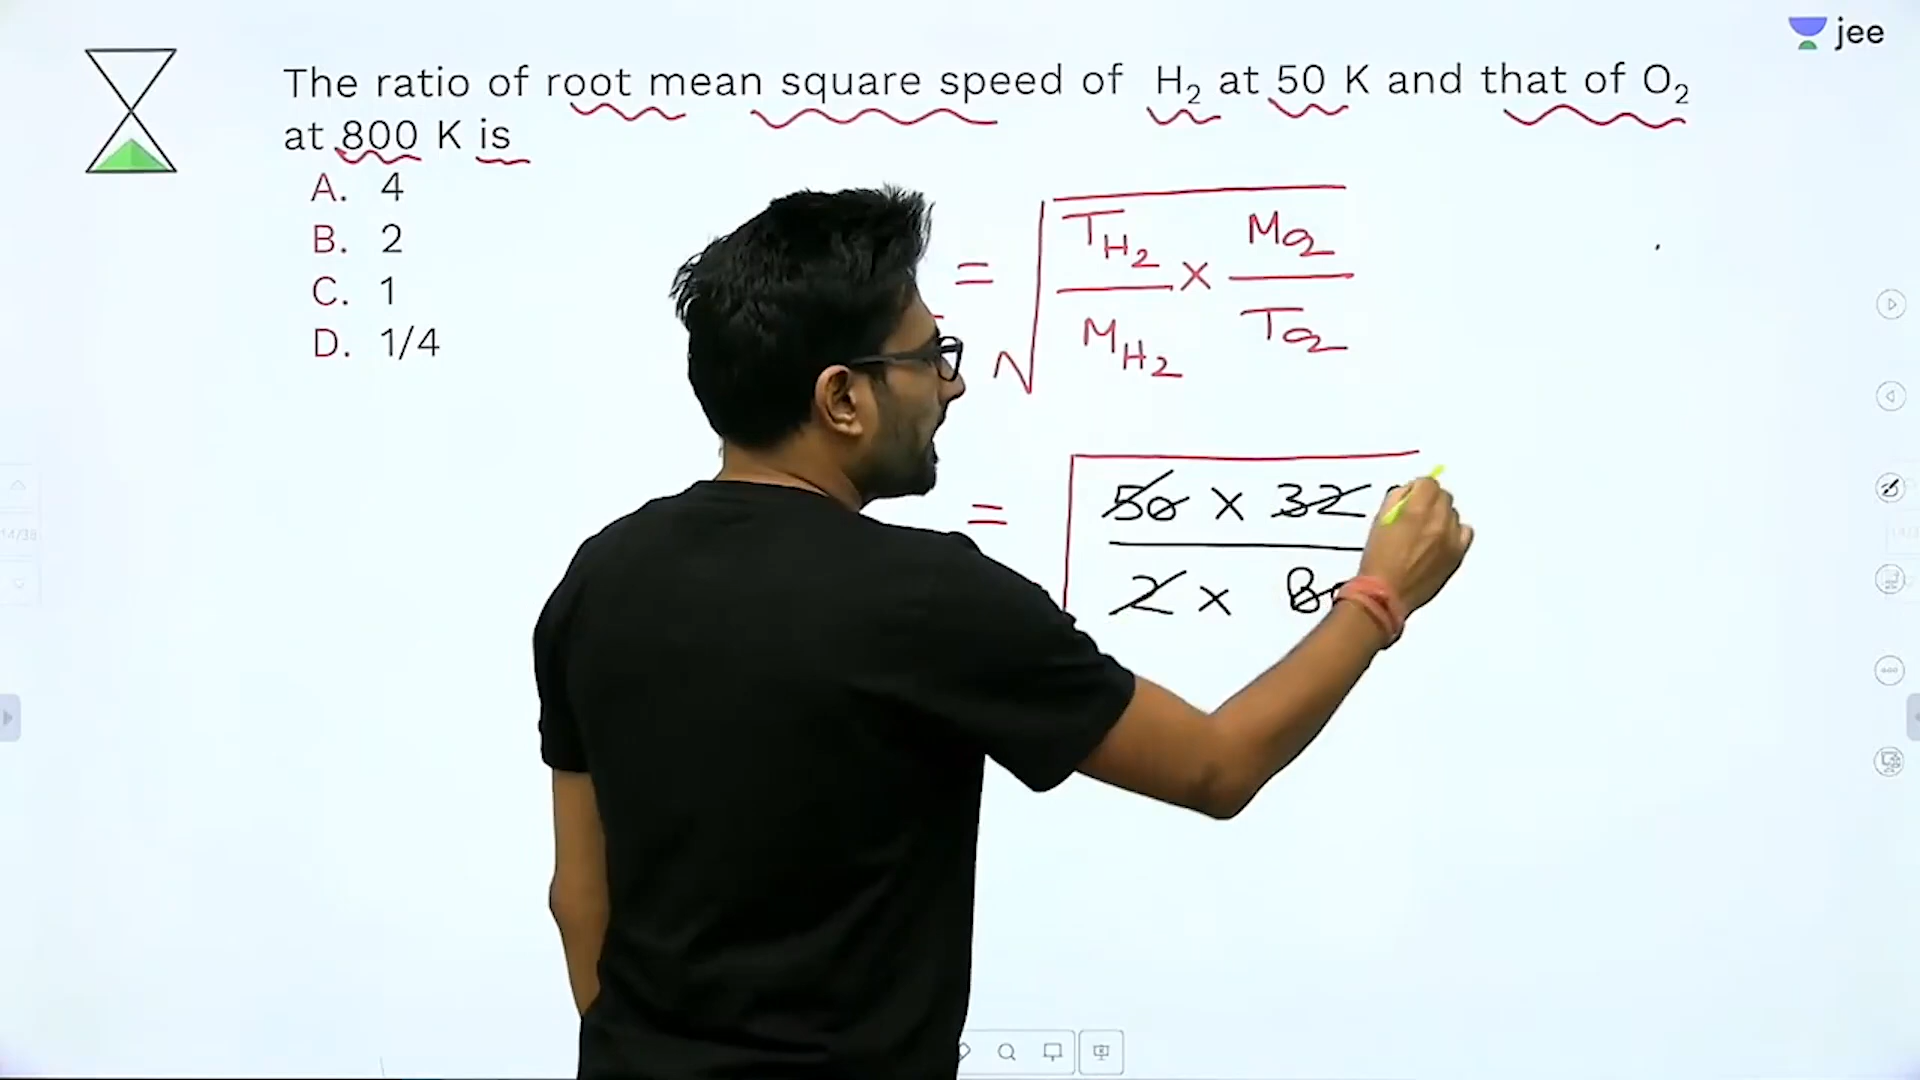 jee
The ratio of root mean square speed of H₂ at 50 K and that of O₂
at 800 K is
A. 4
B. 2
C. 1
D. 1/4
= √ T_H₂ / M_H₂ × M_O₂ / T_O₂
= √ 50 × 32 / 2 ×